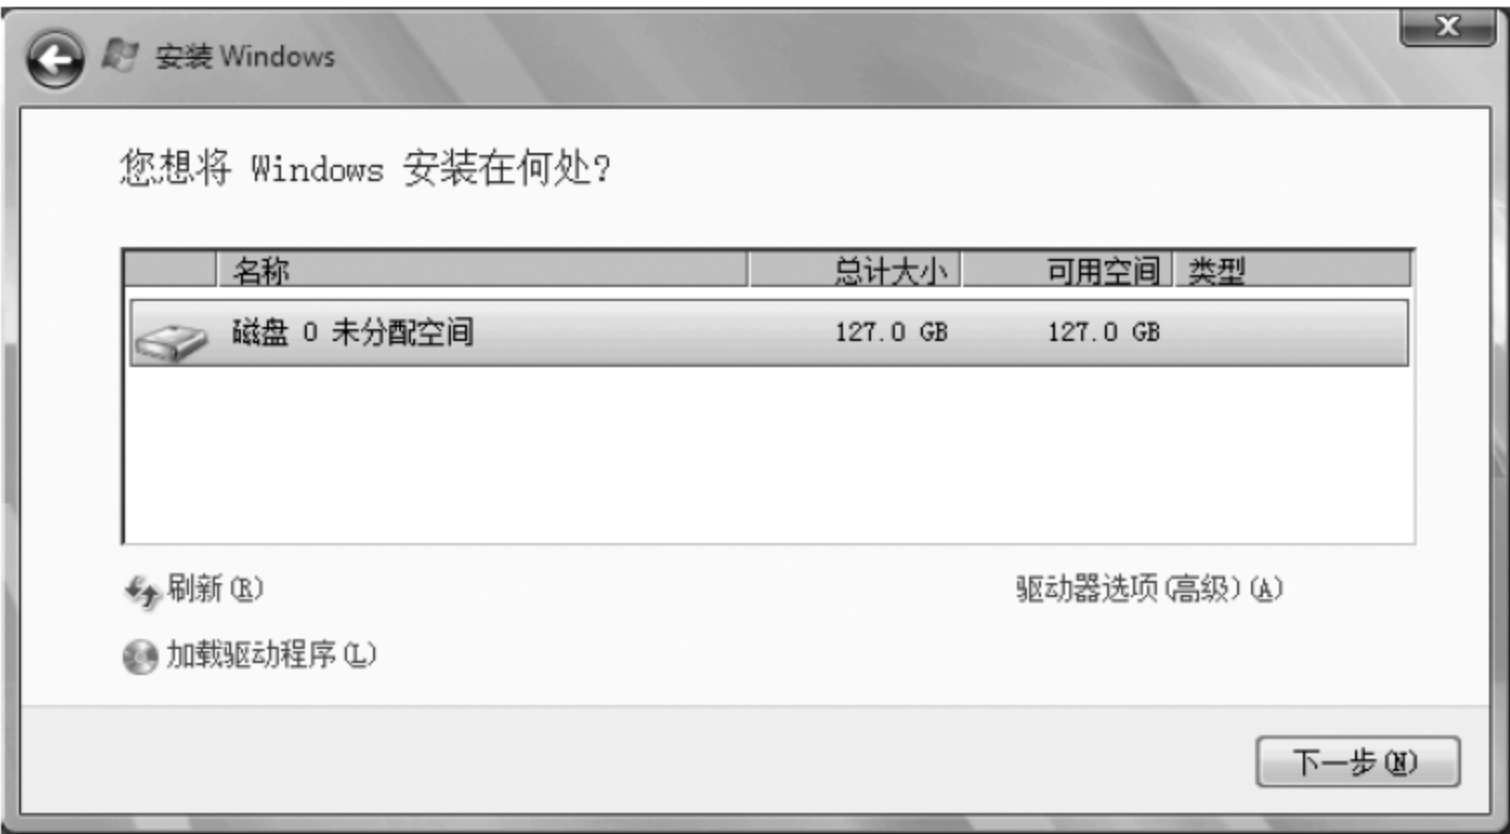 安装 Windows
您想将 Windows 安装在何处?
名称 总计大小 可用空间 类型
磁盘 0 未分配空间 127.0 GB 127.0 GB
刷新(R) 驱动器选项(高级)(A)
加载驱动程序(L)
下一步(N)